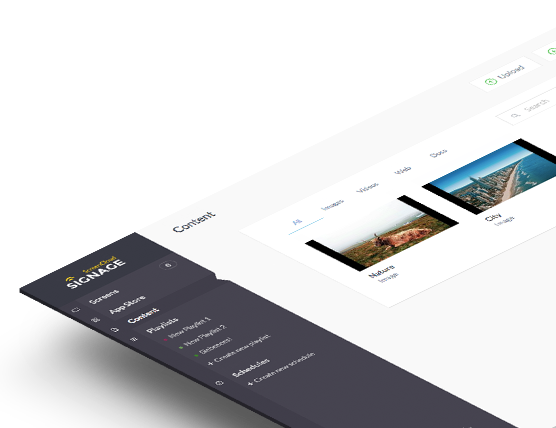 Upload
Search
All
Images
Videos
Web
Docs
Content
Nature
Image
City
Image
ScreenCloud
SIGNAGE
Screens
6
App Store
Content
Playlists
New Playlist 1
New Playlist 2
+ Create new playlist
Schedules
+ Create new schedule